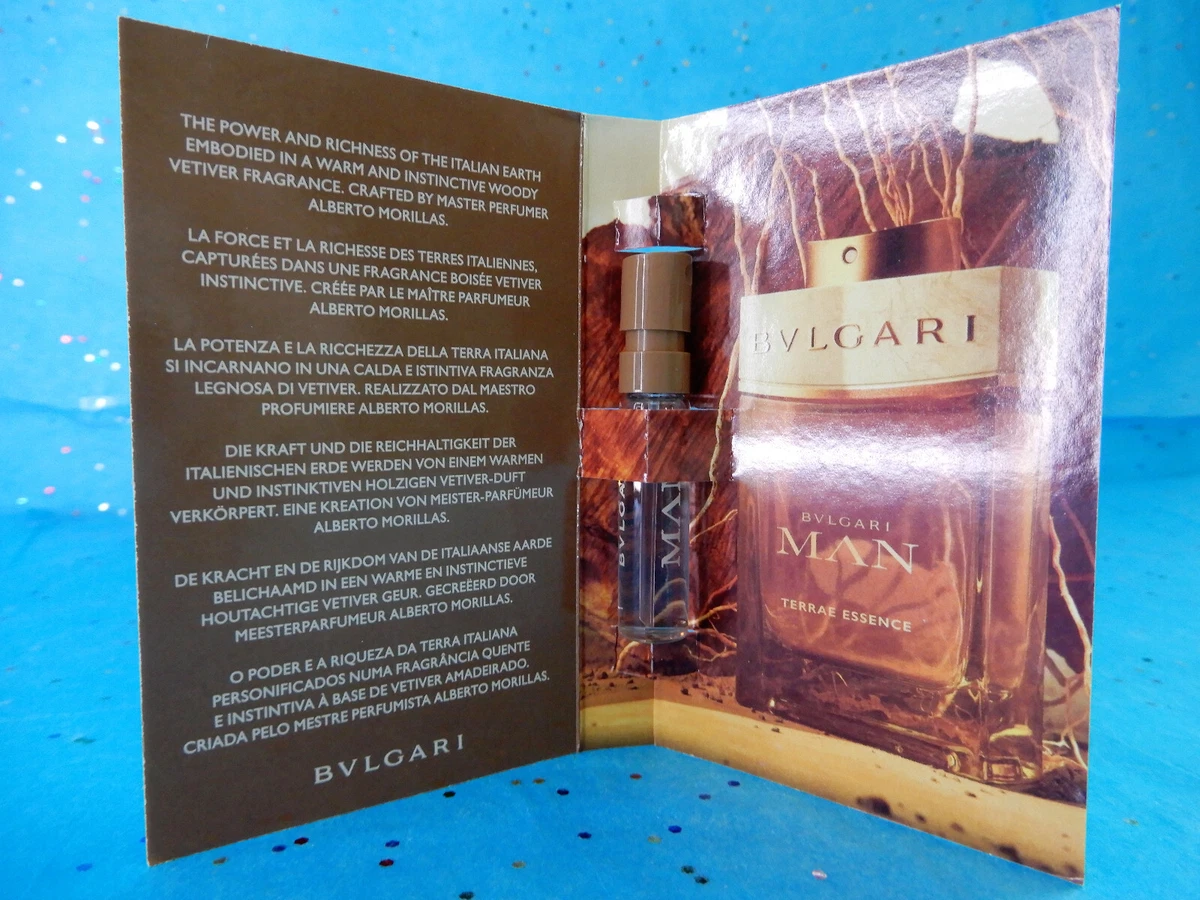 THE POWER AND RICHNESS OF THE ITALIAN EARTH
EMBODIED IN A WARM AND INSTINCTIVE WOODY
VETIVER FRAGRANCE. CRAFTED BY MASTER PERFUMER
ALBERTO MORILLAS.
LA FORCE ET LA RICHESSE DES TERRES ITALIENNES,
CAPTURÉES DANS UNE FRAGRANCE BOISÉE VETIVER
INSTINCTIVE. CRÉÉE PAR LE MAÎTRE PARFUMEUR
ALBERTO MORILLAS.
LA POTENZA E LA RICCHEZZA DELLA TERRA ITALIANA
SI INCARNANO IN UNA CALDA E ISTINTIVA FRAGRANZA
LEGNOSA DI VETIVER. REALIZZATO DAL MAESTRO
PROFUMIERE ALBERTO MORILLAS.
DIE KRAFT UND DIE REICHHALTIGKEIT DER
ITALIENISCHEN ERDE WERDEN VON EINEM WARMEN
UND INSTINKTIVEN HOLZIGEN VETIVER-DUFT
VERKÖRPERT. EINE KREATION VON MEISTER-PARFÜMEUR
ALBERTO MORILLAS.
DE KRACHT EN DE RIJKDOM VAN DE ITALIAANSE AARDE
BELICHAAMD IN EEN WARME EN INSTINCTIEVE
HOUTACHTIGE VETIVER GEUR. GECREËERD DOOR
MEESTERPARFUMEUR ALBERTO MORILLAS.
O PODER E A RIQUEZA DA TERRA ITALIANA
PERSONIFICADOS NUMA FRAGRÂNCIA QUENTE
E INSTINTIVA À BASE DE VETIVER AMADEIRADO.
CRIADA PELO MESTRE PERFUMISTA ALBERTO MORILLAS.
BVLGARI
BVLGA
MAN
BVLGARI
BVLGARI
MAN
TERRAE ESSENCE